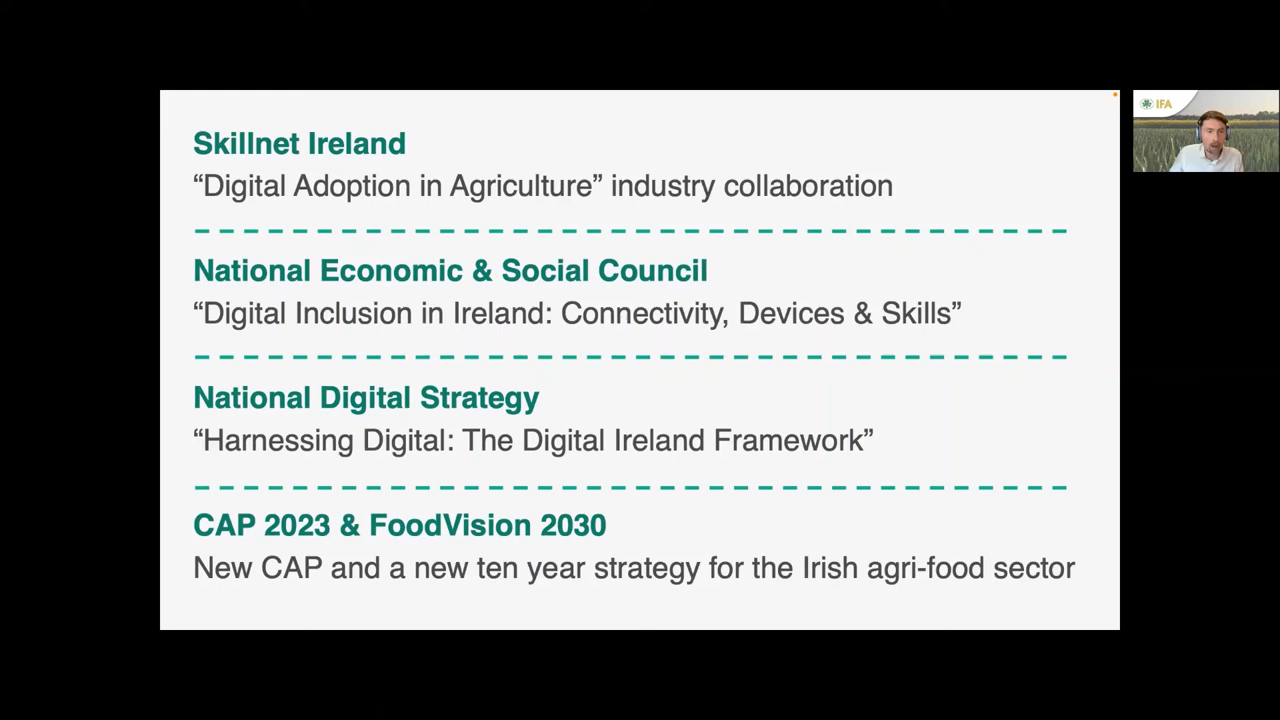 Skillnet Ireland
“Digital Adoption in Agriculture” industry collaboration
National Economic & Social Council
“Digital Inclusion in Ireland: Connectivity, Devices & Skills”
National Digital Strategy
“Harnessing Digital: The Digital Ireland Framework”
CAP 2023 & FoodVision 2030
New CAP and a new ten year strategy for the Irish agri-food sector
IFA